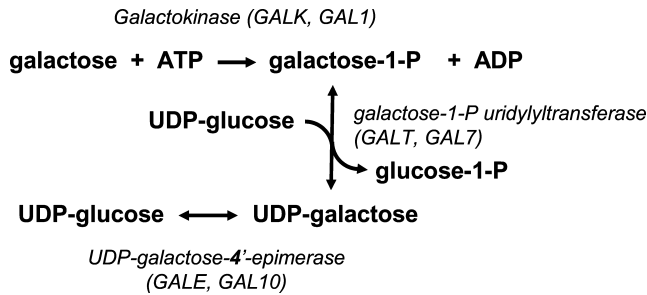 Galactokinase (GALK, GAL1)
galactose + ATP → galactose-1-P + ADP
UDP-glucose
galactose-1-P uridylyltransferase
(GALT, GAL7)
glucose-1-P
UDP-glucose ↔ UDP-galactose
UDP-galactose-4'-epimerase
(GALE, GAL10)